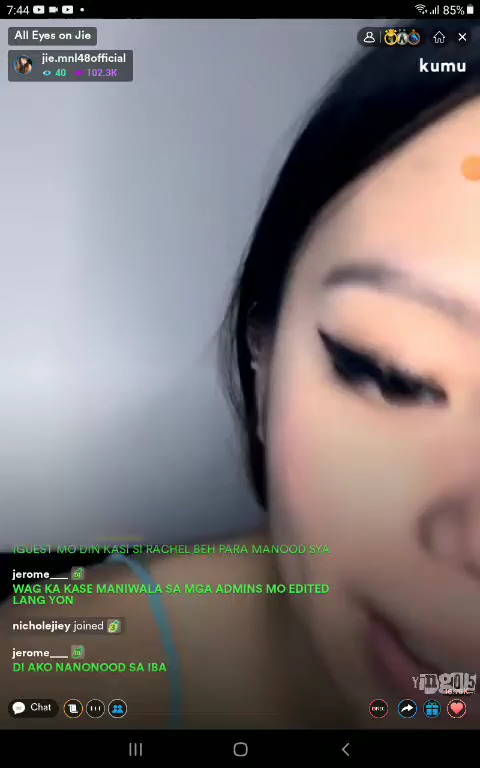 7:44
85%
All Eyes on Jie
jie.mnl48official
40 102.3K
kumu
IGUEST MO DIN KASI SI RACHEL BEH PARA MANOOD SYA
jerome___
WAG KA KASE MANIWALA SA MGA ADMINS MO EDITED
LANG YON
nicholejiey joined
jerome___
DI AKO NANONOOD SA IBA
Chat